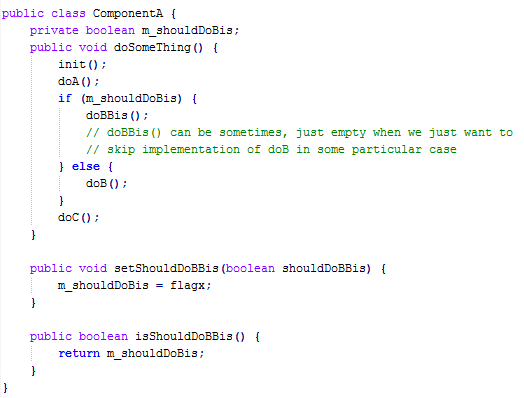 public class ComponentA {
    private boolean m_shouldDoBis;
    public void doSomeThing() {
        init();
        doA();
        if (m_shouldDoBis) {
            doBBis();
            // doBBis() can be sometimes, just empty when we just want to
            // skip implementation of doB in some particular case
        } else {
            doB();
        }
        doC();
    }

    public void setShouldDoBBis(boolean shouldDoBBis) {
        m_shouldDoBis = flagx;
    }

    public boolean isShouldDoBBis() {
        return m_shouldDoBis;
    }
}